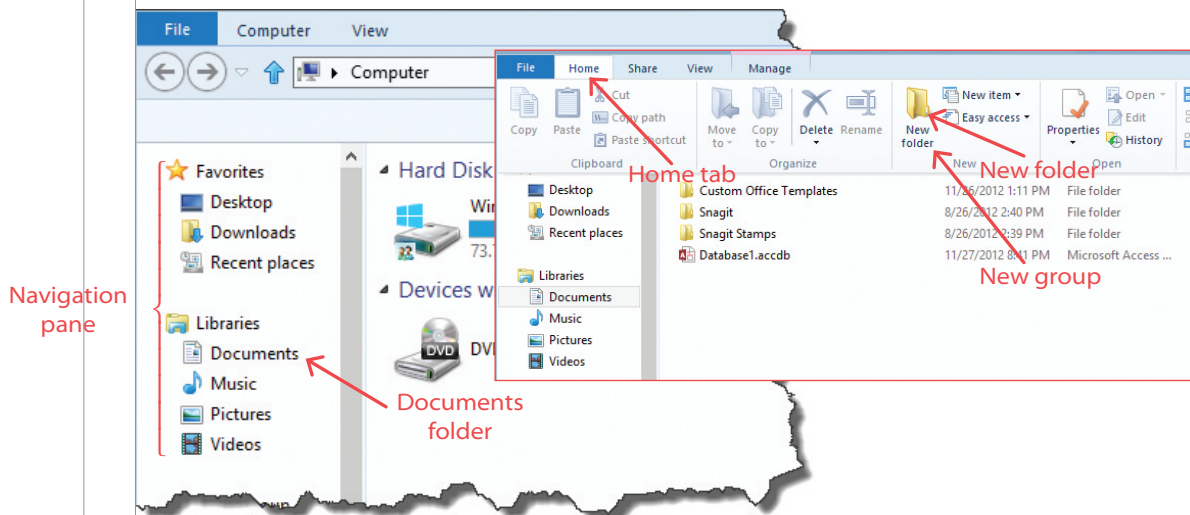 File Computer View
Computer
Favorites
Desktop
Downloads
Recent places
Libraries
Documents
Music
Pictures
Videos
Hard Disk
73.
Devices w
DVD
Navigation
pane
Documents
folder
File Home Share View Manage
Copy
Paste
Cut
Copy path
Paste shortcut
Clipboard
Move
to
Copy
to
Delete
Rename
Organize
New
folder
New item
Easy access
New
Properties
Open
Edit
History
Open
Home tab
New folder
New group
Desktop
Downloads
Recent places
Libraries
Documents
Music
Pictures
Videos
Custom Office Templates 11/26/2012 1:11 PM File folder
Snagit 8/26/2012 2:40 PM File folder
Snagit Stamps 8/26/2012 2:39 PM File folder
Database1.accdb 11/27/2012 8:41 PM Microsoft Access ...